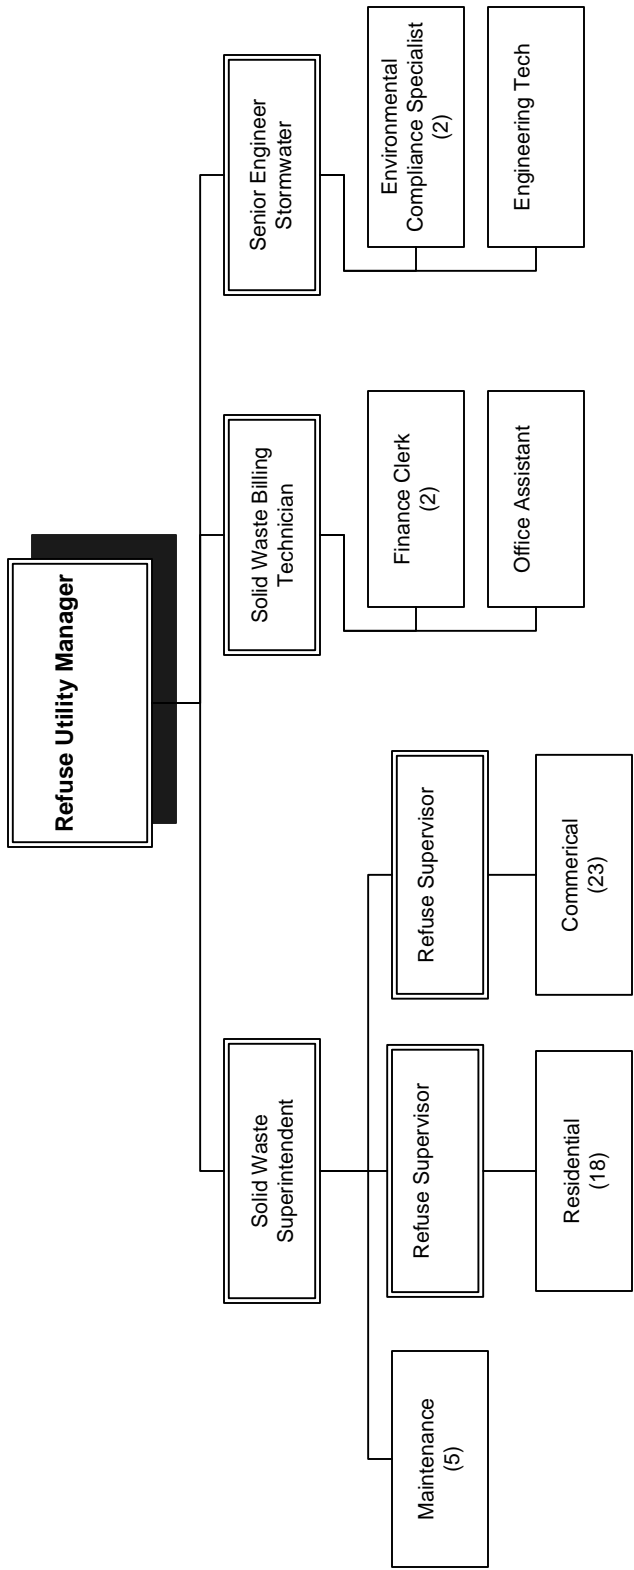 Refuse Utility Manager
Solid Waste
Superintendent
Solid Waste Billing
Technician
Senior Engineer
Stormwater
Maintenance
(5)
Refuse Supervisor
Refuse Supervisor
Residential
(18)
Commerical
(23)
Finance Clerk
(2)
Office Assistant
Environmental
Compliance Specialist
(2)
Engineering Tech